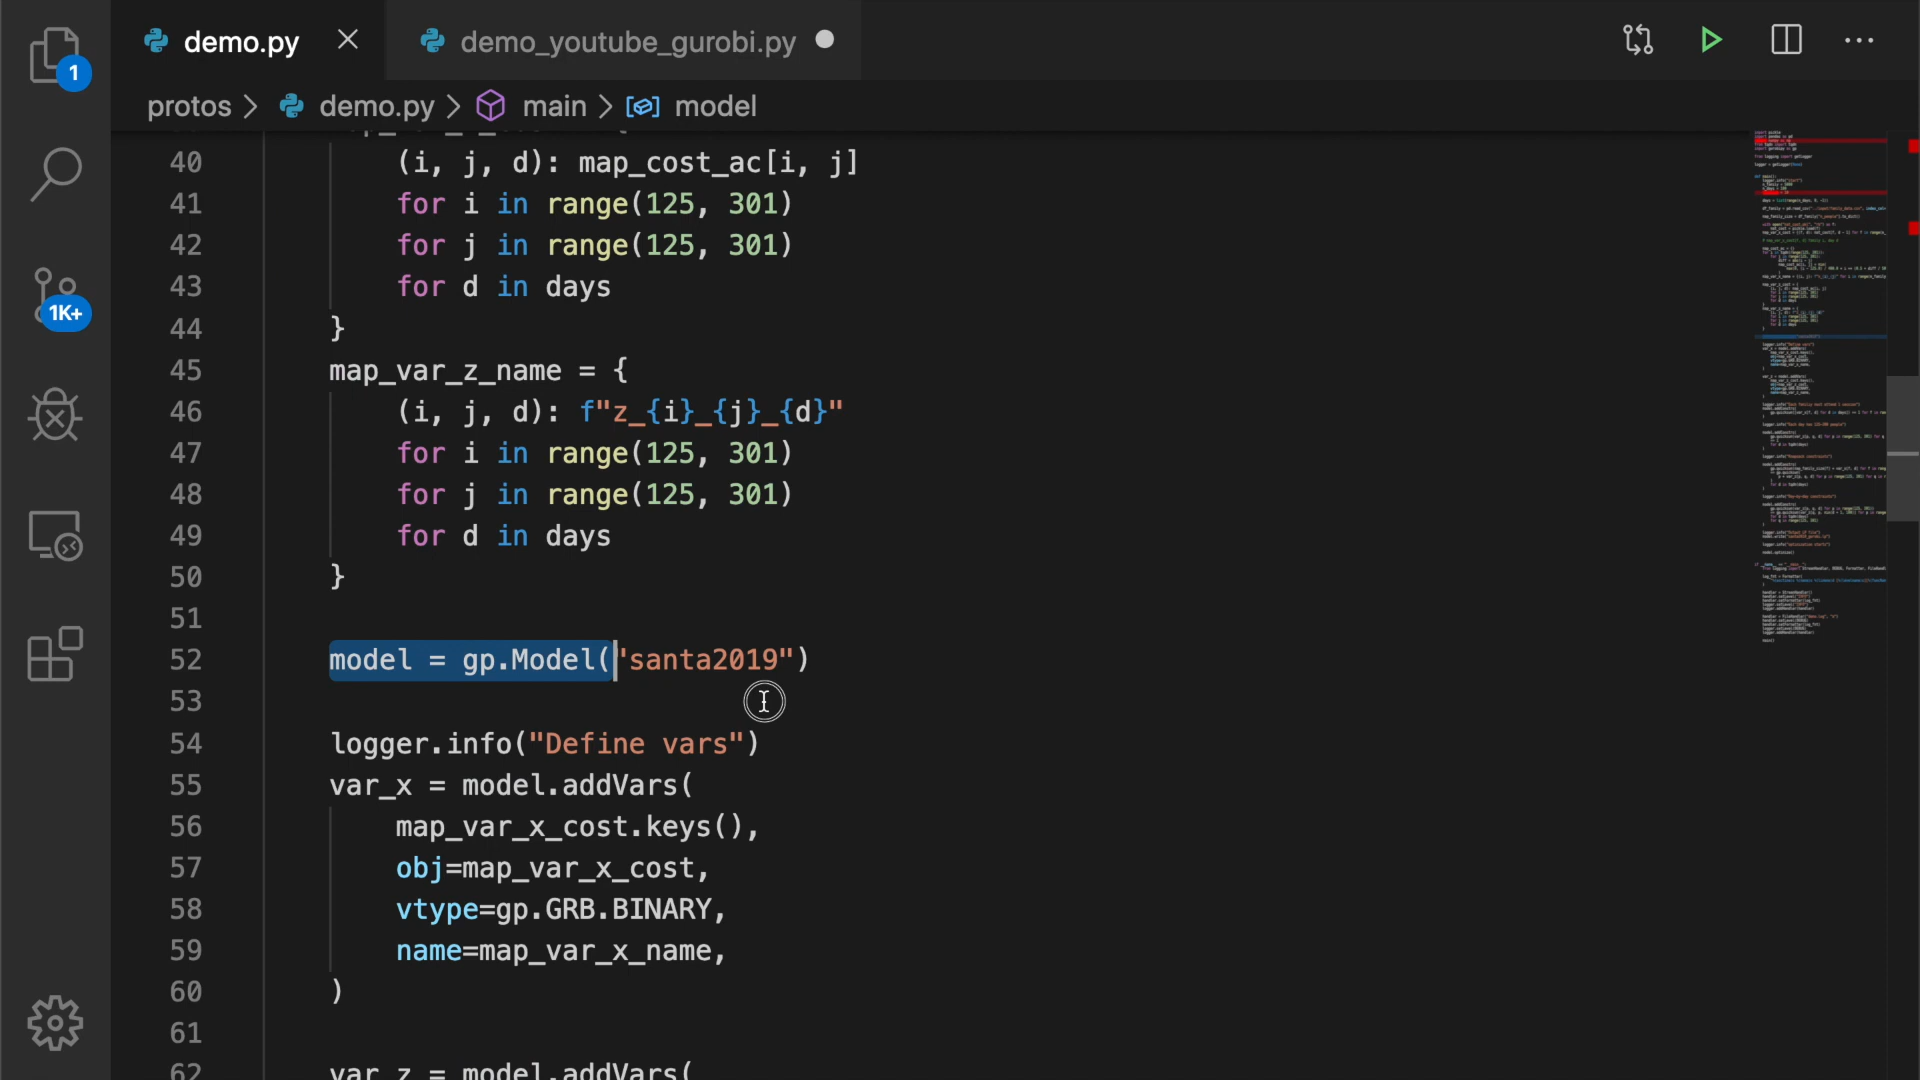 demo.py
demo_youtube_gurobi.py
1
protos > demo.py > main > model
40 (i, j, d): map_cost_ac[i, j]
41 for i in range(125, 301)
1K+
42 for j in range(125, 301)
43 for d in days
44 }
45 map_var_z_name = {
46 (i, j, d): f"z_{i}_{j}_{d}"
47 for i in range(125, 301)
48 for j in range(125, 301)
49 for d in days
50 }
51
52 model = gp.Model("santa2019")
53
54 logger.info("Define vars")
55 var_x = model.addVars(
56 map_var_x_cost.keys(),
57 obj=map_var_x_cost,
58 vtype=gp.GRB.BINARY,
59 name=map_var_x_name,
60 )
61
62 var_z = model.addVars(